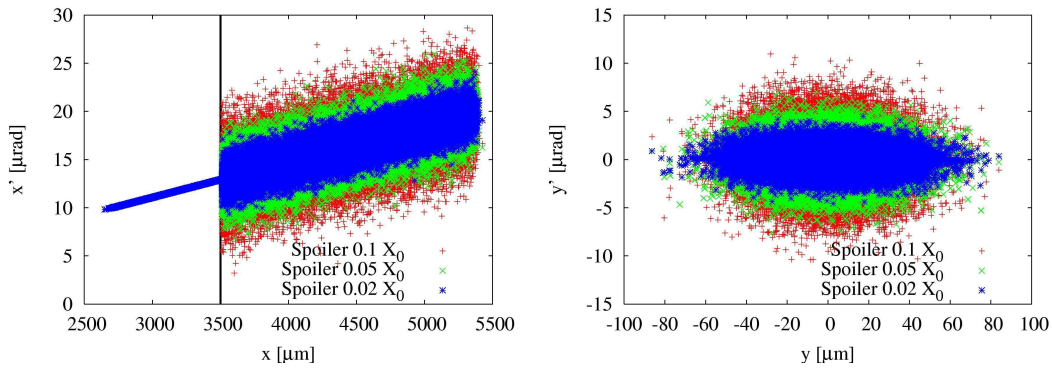 30
25
20
15
10
5
0
2500 3000 3500 4000 4500 5000 5500
x' [μrad]
x [μm]
Spoiler 0.1 X0
Spoiler 0.05 X0
Spoiler 0.02 X0
15
10
5
0
-5
-10
-15
-100 -80 -60 -40 -20 0 20 40 60 80 100
y' [μrad]
y [μm]
Spoiler 0.1 X0
Spoiler 0.05 X0
Spoiler 0.02 X0